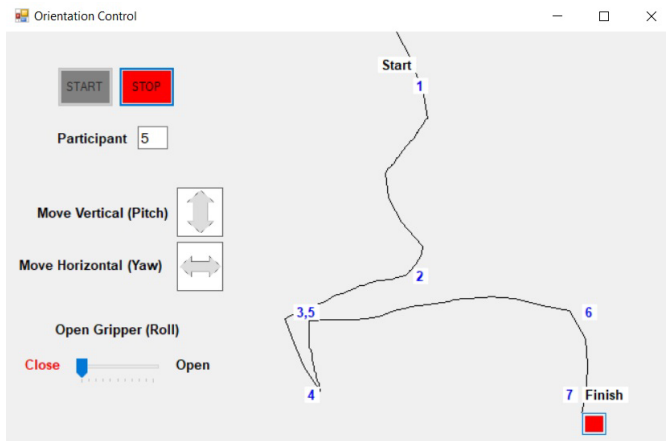 Orientation Control
START STOP
Participant 5
Move Vertical (Pitch)
Move Horizontal (Yaw)
Open Gripper (Roll)
Close Open
Start
1
2
3,5
4
6
7 Finish